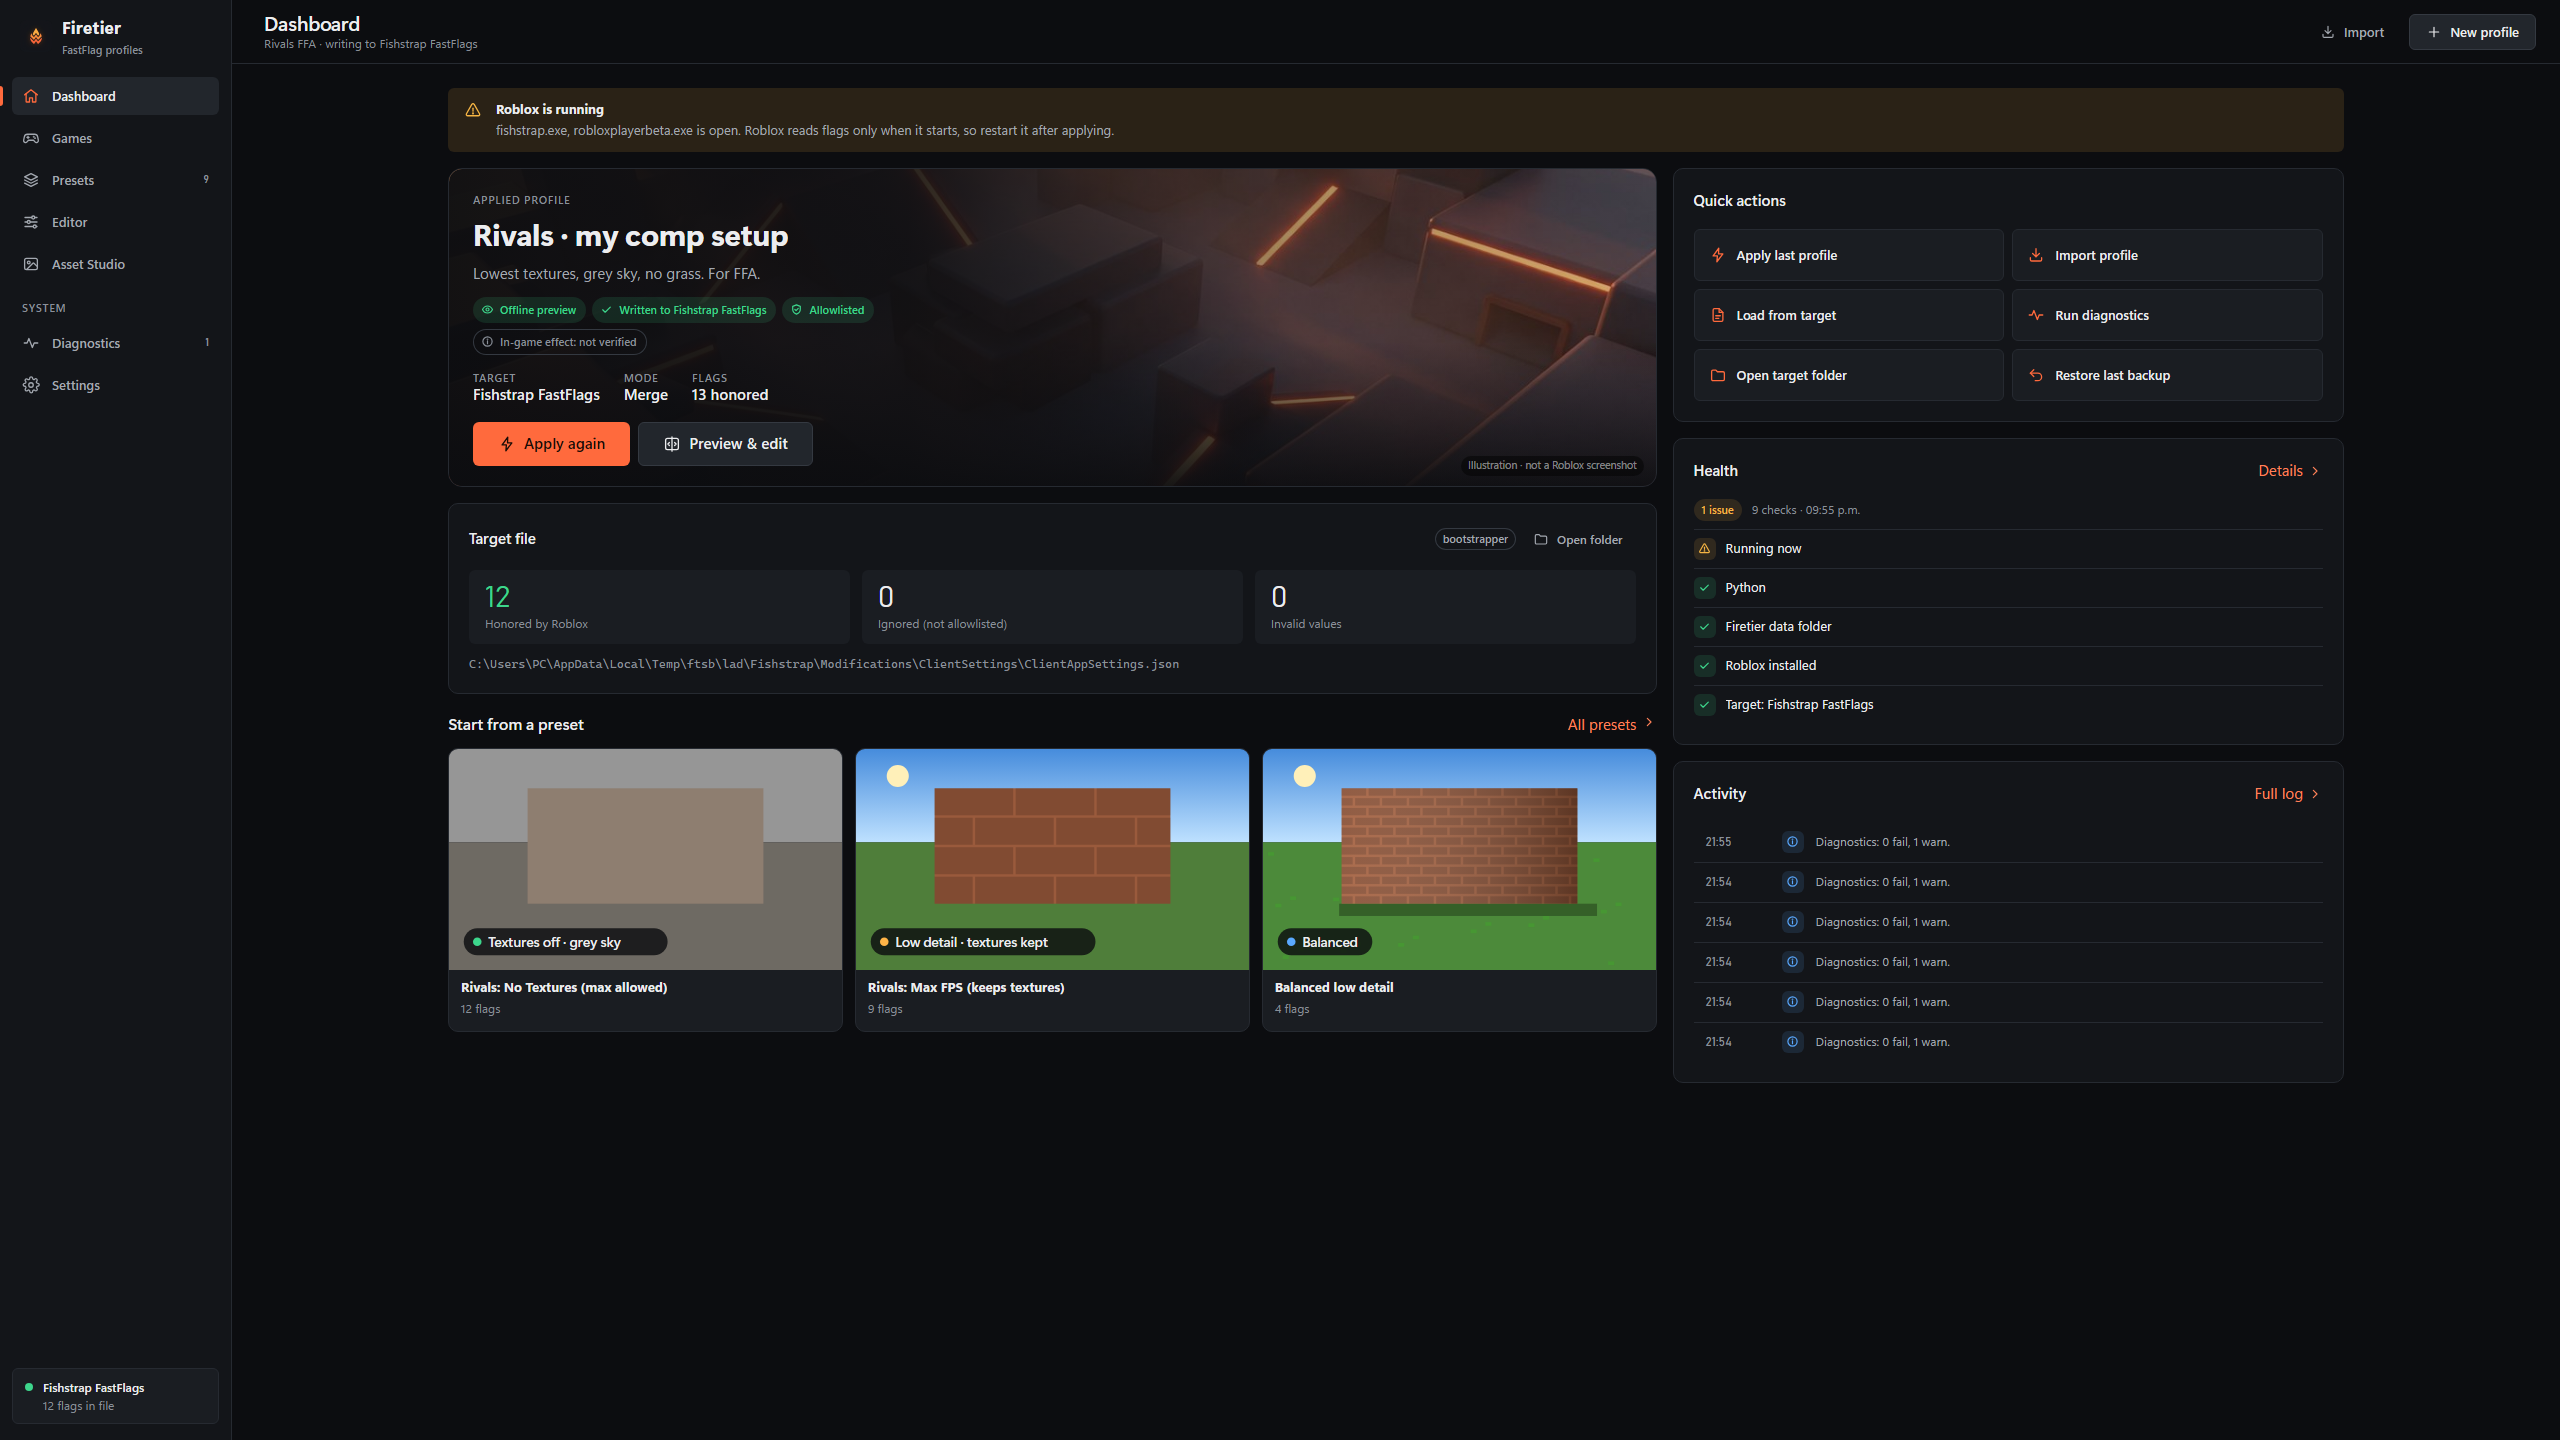 Firetier
FastFlag profiles
Dashboard
Games
Presets 9
Editor
Asset Studio
SYSTEM
Diagnostics 1
Settings
Fishstrap FastFlags
12 flags in file
Dashboard
Rivals FFA · writing to Fishstrap FastFlags
Import
New profile
Roblox is running
fishstrap.exe, robloxplayerbeta.exe is open. Roblox reads flags only when it starts, so restart it after applying.
APPLIED PROFILE
Rivals · my comp setup
Lowest textures, grey sky, no grass. For FFA.
Offline preview
Written to Fishstrap FastFlags
Allowlisted
In-game effect: not verified
TARGET MODE FLAGS
Fishstrap FastFlags Merge 13 honored
Apply again
Preview & edit
Illustration · not a Roblox screenshot
Target file
bootstrapper
Open folder
12
Honored by Roblox
0
Ignored (not allowlisted)
0
Invalid values
C:\Users\PC\AppData\Local\Temp\ftsb\lad\Fishstrap\Modifications\ClientSettings\ClientAppSettings.json
Start from a preset
All presets
Textures off · grey sky
Rivals: No Textures (max allowed)
12 flags
Low detail · textures kept
Rivals: Max FPS (keeps textures)
9 flags
Balanced
Balanced low detail
4 flags
Quick actions
Apply last profile
Import profile
Load from target
Run diagnostics
Open target folder
Restore last backup
Health
Details
1 issue
9 checks · 09:55 p.m.
Running now
Python
Firetier data folder
Roblox installed
Target: Fishstrap FastFlags
Activity
Full log
21:55 Diagnostics: 0 fail, 1 warn.
21:54 Diagnostics: 0 fail, 1 warn.
21:54 Diagnostics: 0 fail, 1 warn.
21:54 Diagnostics: 0 fail, 1 warn.
21:54 Diagnostics: 0 fail, 1 warn.
21:54 Diagnostics: 0 fail, 1 warn.